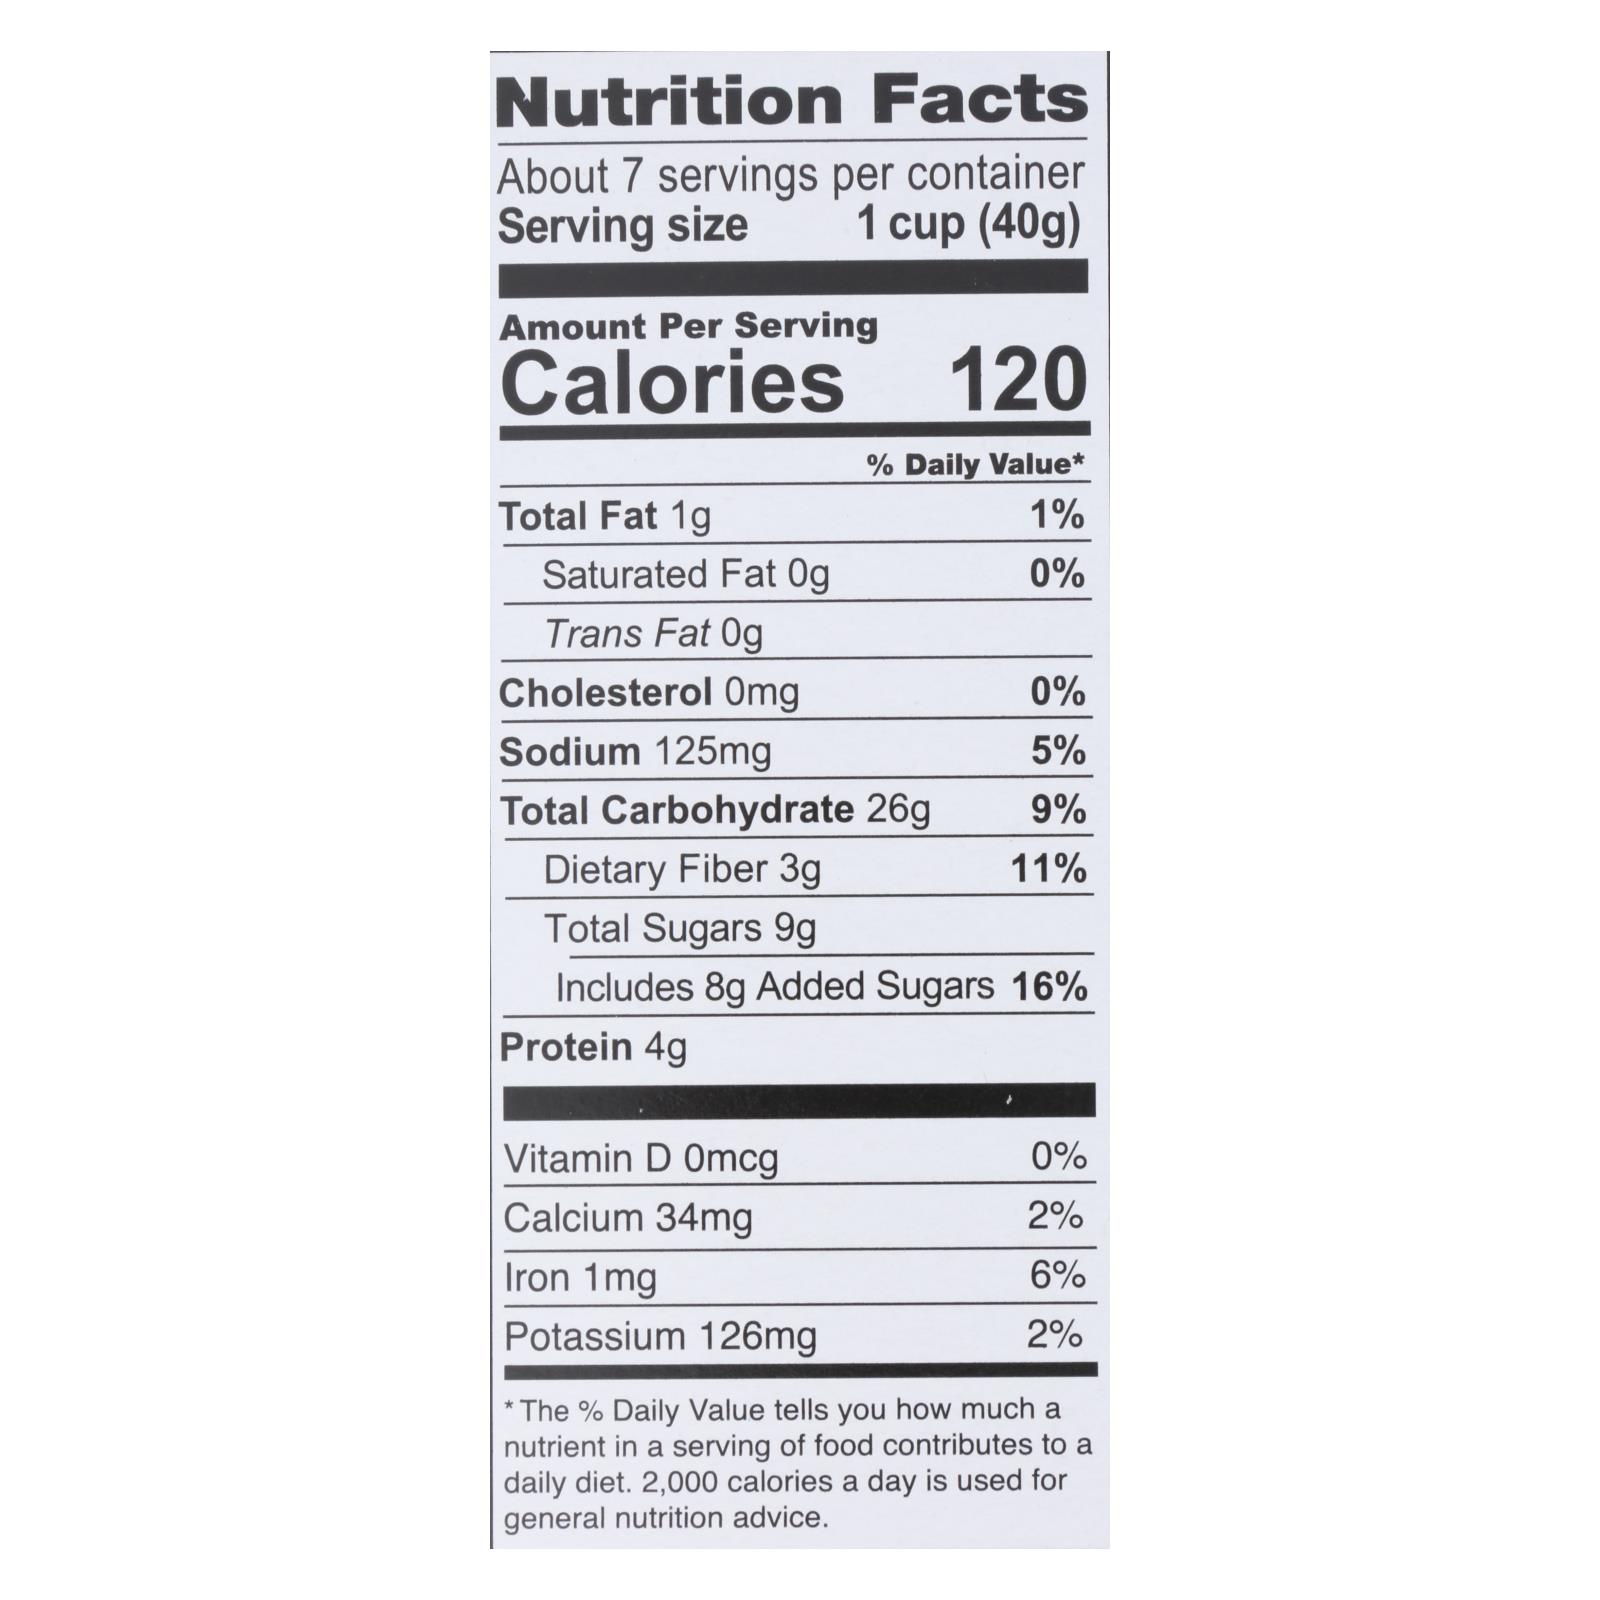 Nutrition Facts
About 7 servings per container
Serving size 1 cup (40g)
Amount Per Serving
Calories 120
% Daily Value*
Total Fat 1g 1%
Saturated Fat 0g 0%
Trans Fat 0g
Cholesterol 0mg 0%
Sodium 125mg 5%
Total Carbohydrate 26g 9%
Dietary Fiber 3g 11%
Total Sugars 9g
Includes 8g Added Sugars 16%
Protein 4g
Vitamin D 0mcg 0%
Calcium 34mg 2%
Iron 1mg 6%
Potassium 126mg 2%
* The % Daily Value tells you how much a
nutrient in a serving of food contributes to a
daily diet. 2,000 calories a day is used for
general nutrition advice.